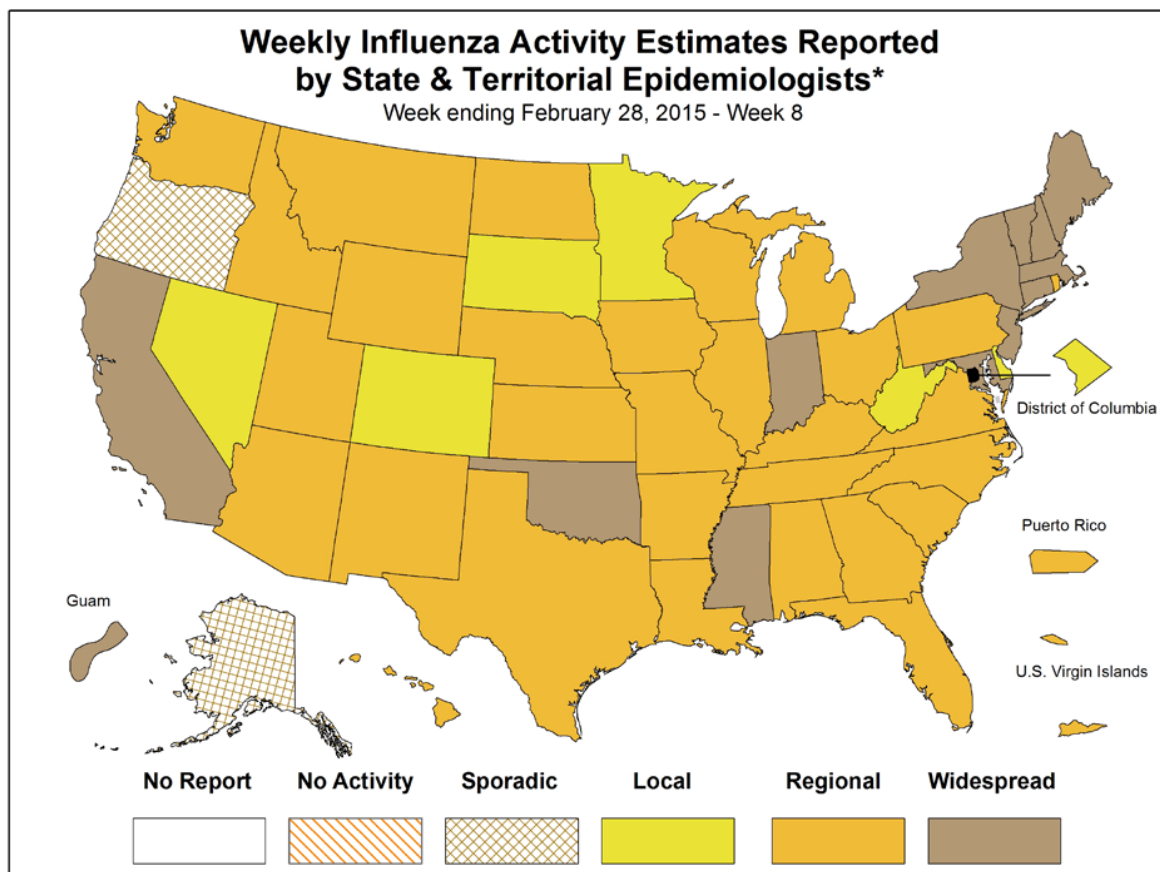 Weekly Influenza Activity Estimates Reported
by State & Territorial Epidemiologists*
Week ending February 28, 2015 - Week 8
District of Columbia
Puerto Rico
Guam
U.S. Virgin Islands
No Report No Activity Sporadic Local Regional Widespread